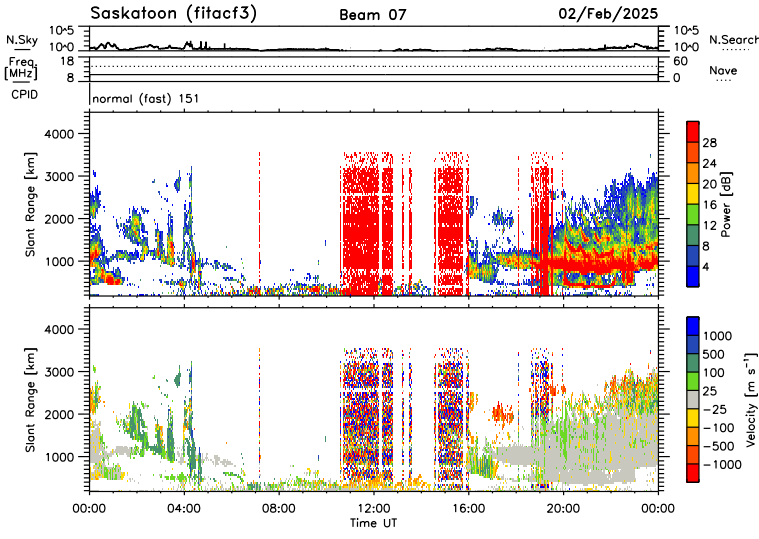 Saskatoon (fitacf3) Beam 07 02/Feb/2025
N.Sky 10^5 10^0 10^5 10^0 N.Search
Freq. [MHz] 18 8 60 0 Nave
CPID normal (fast) 151
Slant Range [km] 4000 3000 2000 1000
28 24 20 16 12 8 4 Power [dB]
Slant Range [km] 4000 3000 2000 1000
1000 500 100 25 −25 −100 −500 −1000 Velocity [m s⁻¹]
00:00 04:00 08:00 12:00 16:00 20:00 00:00
Time UT